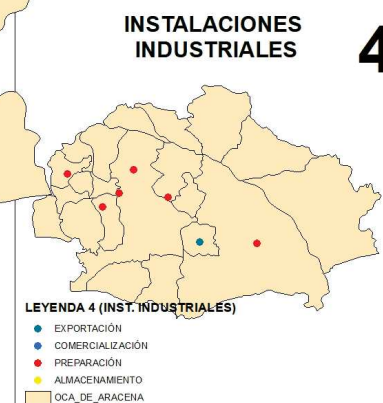 INSTALACIONES
INDUSTRIALES
4
LEYENDA 4 (INST. INDUSTRIALES)
EXPORTACIÓN
COMERCIALIZACIÓN
PREPARACIÓN
ALMACENAMIENTO
OCA_DE_ARACENA